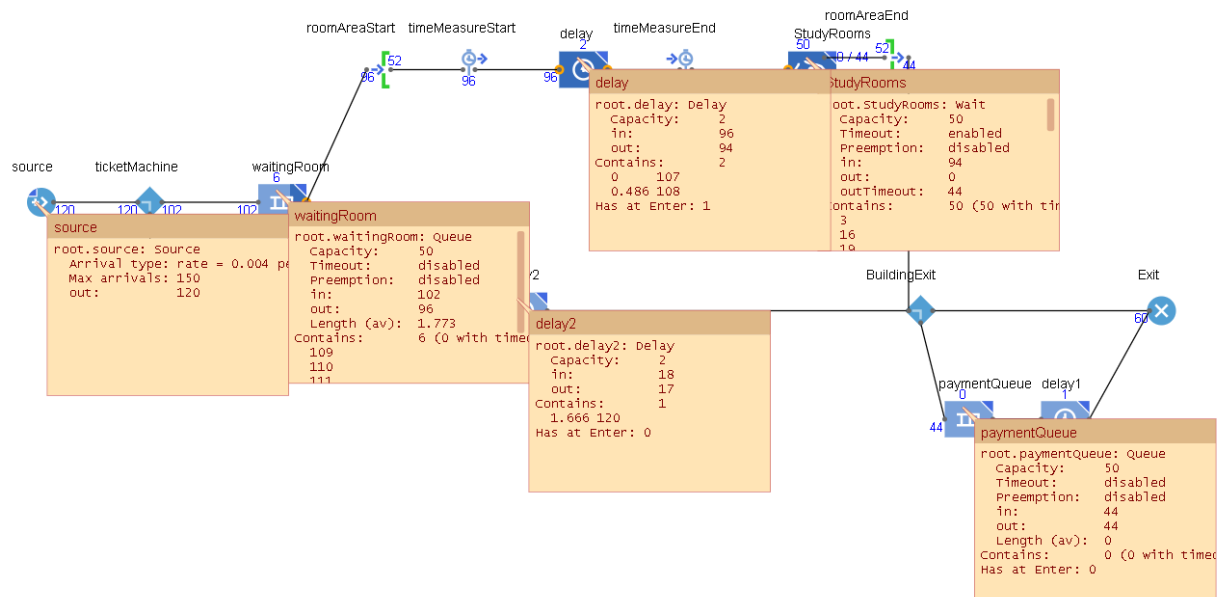 roomAreaStart timeMeasureStart delay timeMeasureEnd StudyRooms roomAreaEnd
2 50 52
52 0 / 44
96 96 96 44
delay
root.delay: Delay
Capacity: 2
in: 96
out: 94
Contains: 2
0 107
0.486 108
Has at Enter: 1
StudyRooms
root.StudyRooms: Wait
Capacity: 50
Timeout: enabled
Preemption: disabled
in: 94
out: 0
outTimeout: 44
Contains: 50 (50 with
3
16
19
source ticketMachine waitingRoom
6
120 120 102 102
source
root.source: Source
Arrival type: rate = 0.004
Max arrivals: 150
out: 120
waitingRoom
root.waitingRoom: Queue
Capacity: 50
Timeout: disabled
Preemption: disabled
in: 102
out: 96
Length (av): 1.773
Contains: 6 (0 with
109
110
111
delay2
root.delay2: Delay
Capacity: 2
in: 18
out: 17
Contains: 1
1.666 120
Has at Enter: 0
BuildingExit Exit
60
paymentQueue delay1
0 1
44
paymentQueue
root.paymentQueue: Queue
Capacity: 50
Timeout: disabled
Preemption: disabled
in: 44
out: 44
Length (av): 0
Contains: 0 (0 with
Has at Enter: 0